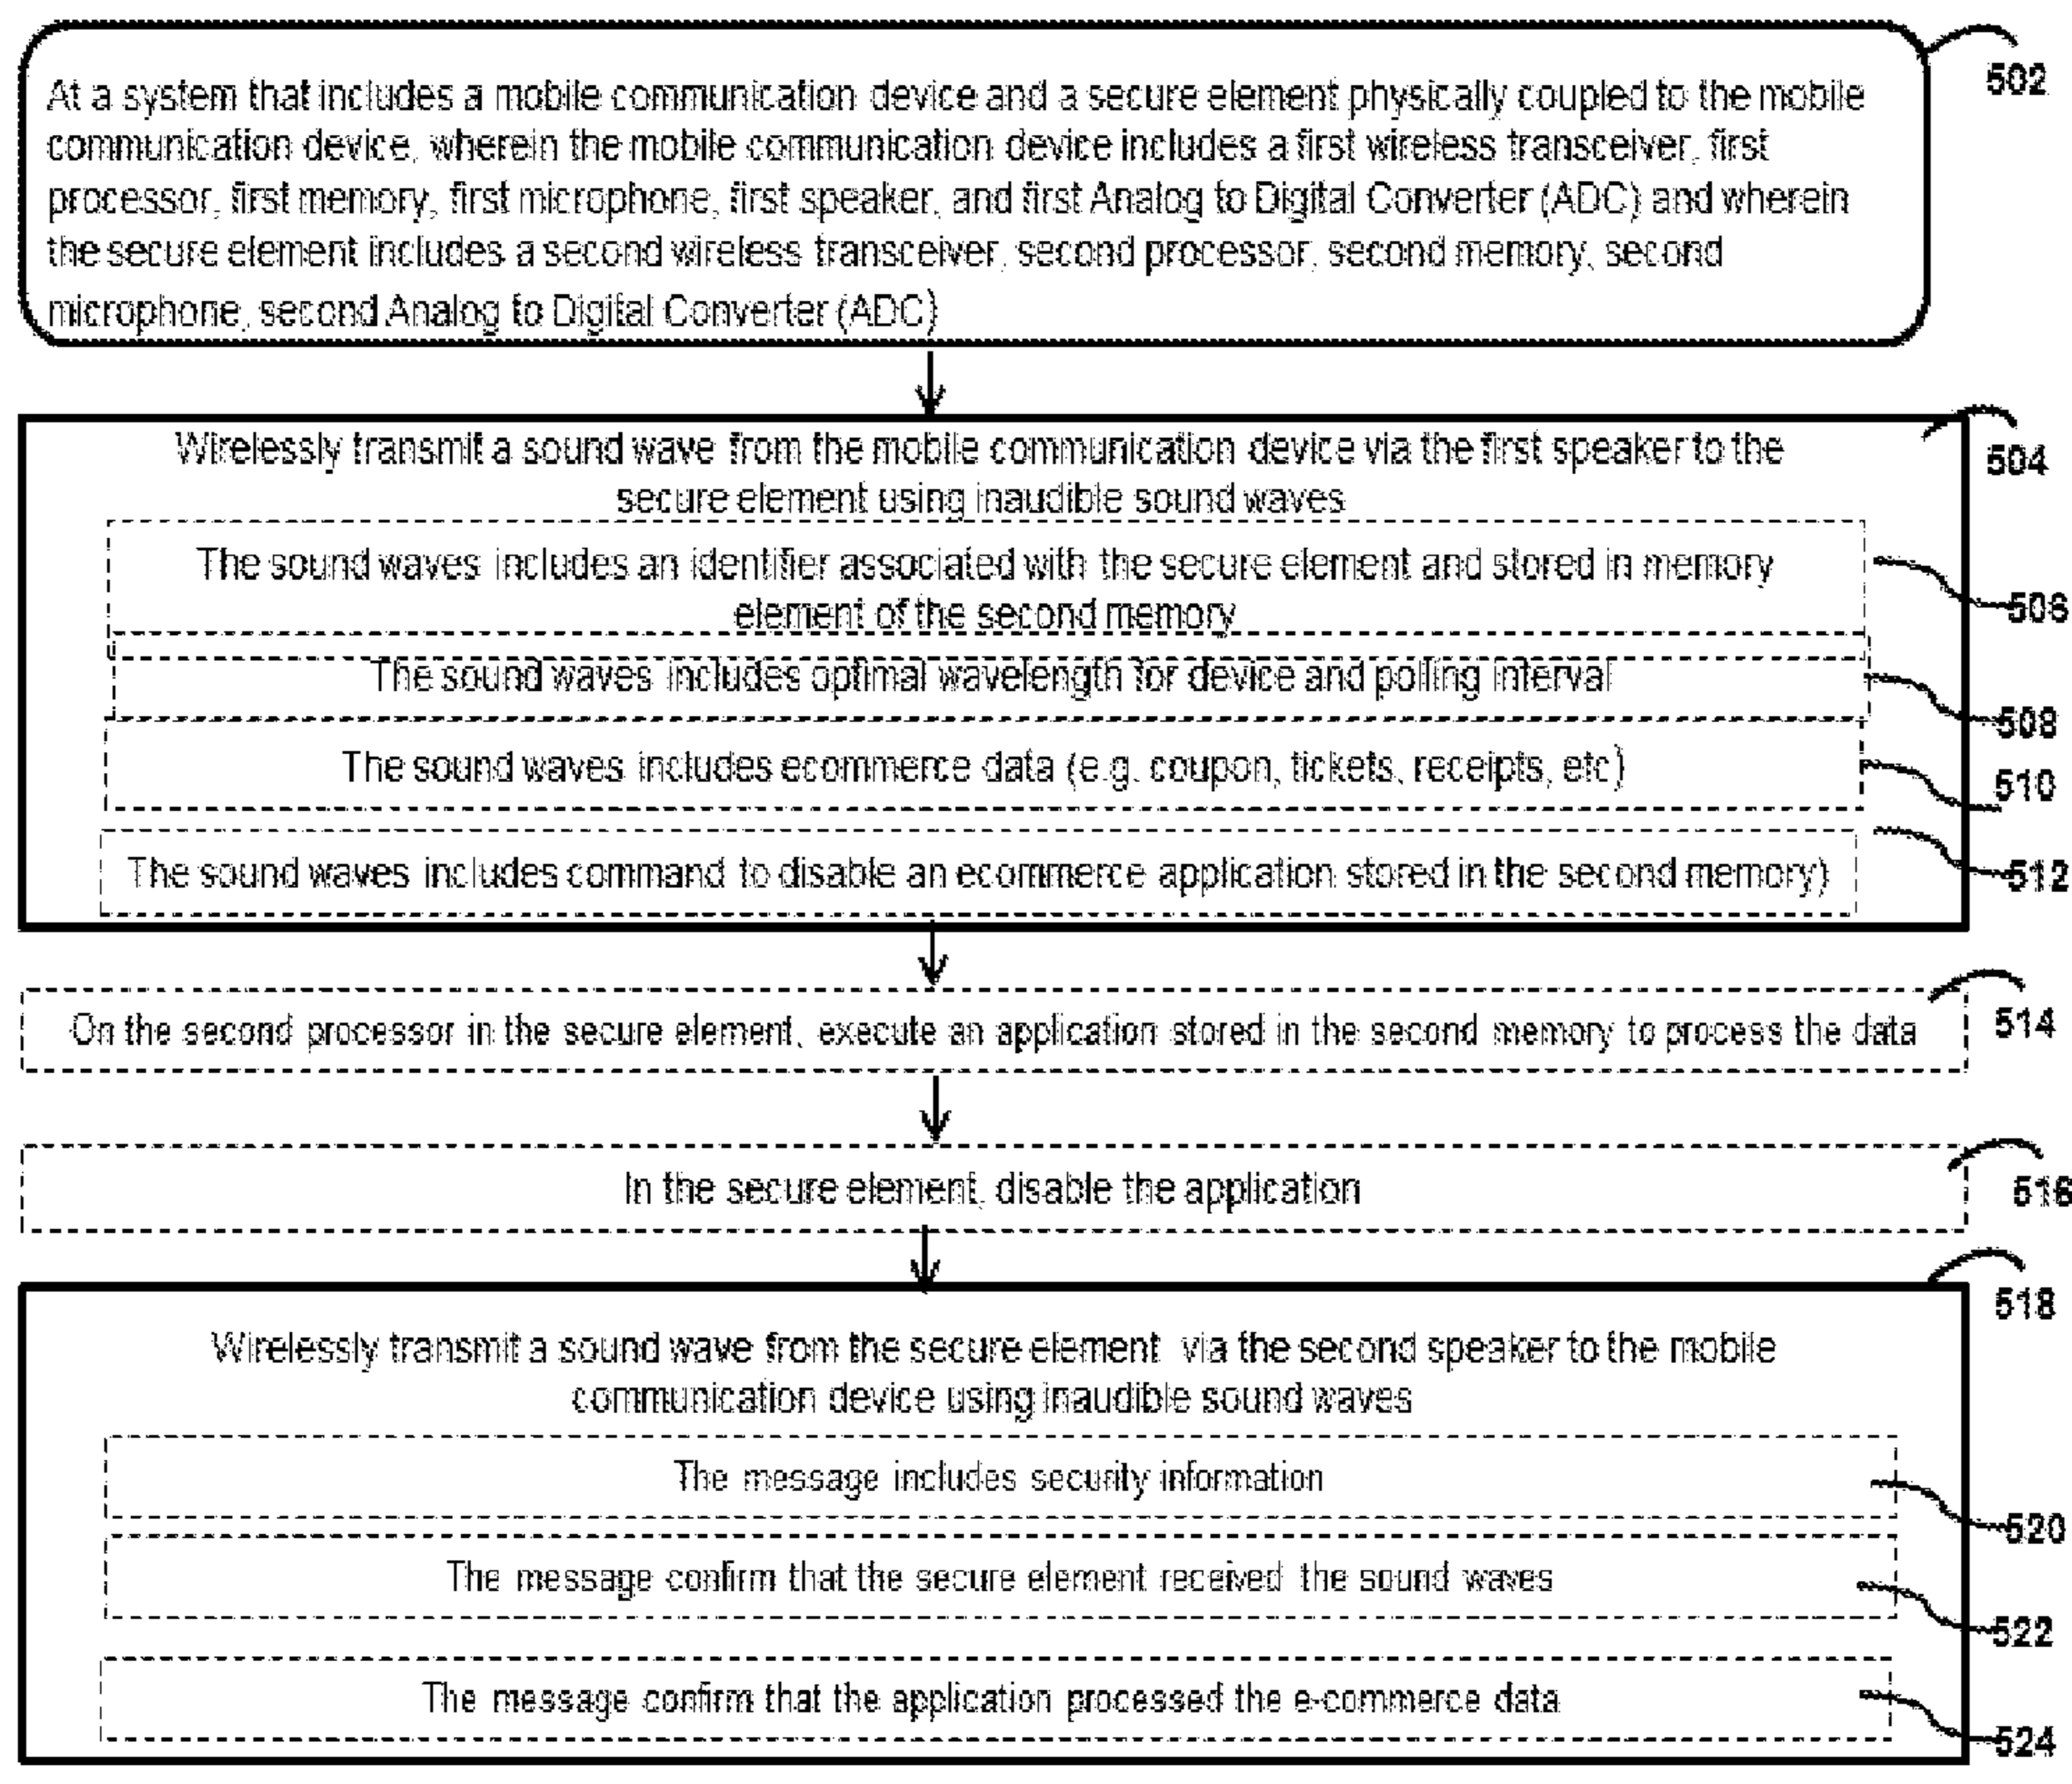 At a system that includes a mobile communication device and a secure element physically coupled to the mobile
communication device, wherein the mobile communication device includes a first wireless transceiver, first
processor, first memory, first microphone, first speaker, and first Analog to Digital Converter (ADC) and wherein
the secure element includes a second wireless transceiver, second processor, second memory, second
microphone, second Analog to Digital Converter (ADC)
502
Wirelessly transmit a sound wave from the mobile communication device via the first speaker to the
secure element using inaudible sound waves
504
The sound waves includes an identifier associated with the secure element and stored in memory
element of the second memory
506
The sound waves includes optimal wavelength for device and polling interval
508
The sound waves includes ecommerce data (e.g. coupon, tickets, receipts, etc)
510
The sound waves includes command to disable an ecommerce application stored in the second memory)
512
On the second processor in the secure element, execute an application stored in the second memory to process the data
514
In the secure element, disable the application
516
Wirelessly transmit a sound wave from the secure element via the second speaker to the mobile
communication device using inaudible sound waves
518
The message includes security information
520
The message confirm that the secure element received the sound waves
522
The message confirm that the application processed the e-commerce data
524